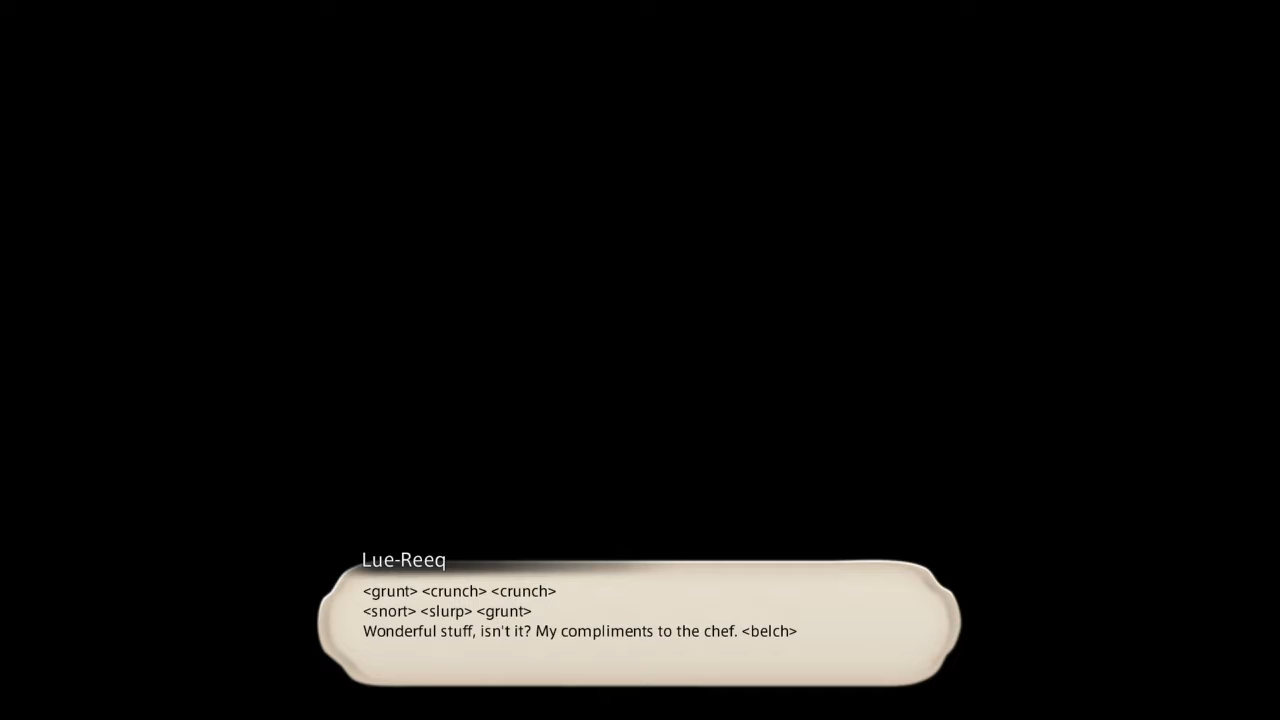 Lue-Reeq
<grunt> <crunch> <crunch>
<snort> <slurp> <grunt>
Wonderful stuff, isn't it? My compliments to the chef. <belch>